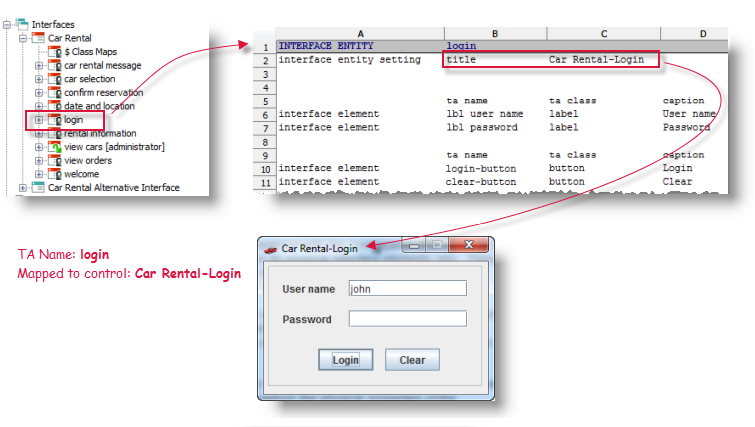 Interfaces
Car Rental
$ Class Maps
car rental message
car selection
confirm reservation
date and location
login
rental information
view cars [administrator]
view orders
welcome
Car Rental Alternative Interface
A B C D
1 INTERFACE ENTITY login
2 interface entity setting title Car Rental-Login
3
4
5 ta name ta class caption
6 interface element lbl user name label User name
7 interface element lbl password label Password
8
9 ta name ta class caption
10 interface element login-button button Login
11 interface element clear-button button Clear
TA Name: login
Mapped to control: Car Rental-Login
Car Rental-Login
User name john
Password
Login Clear